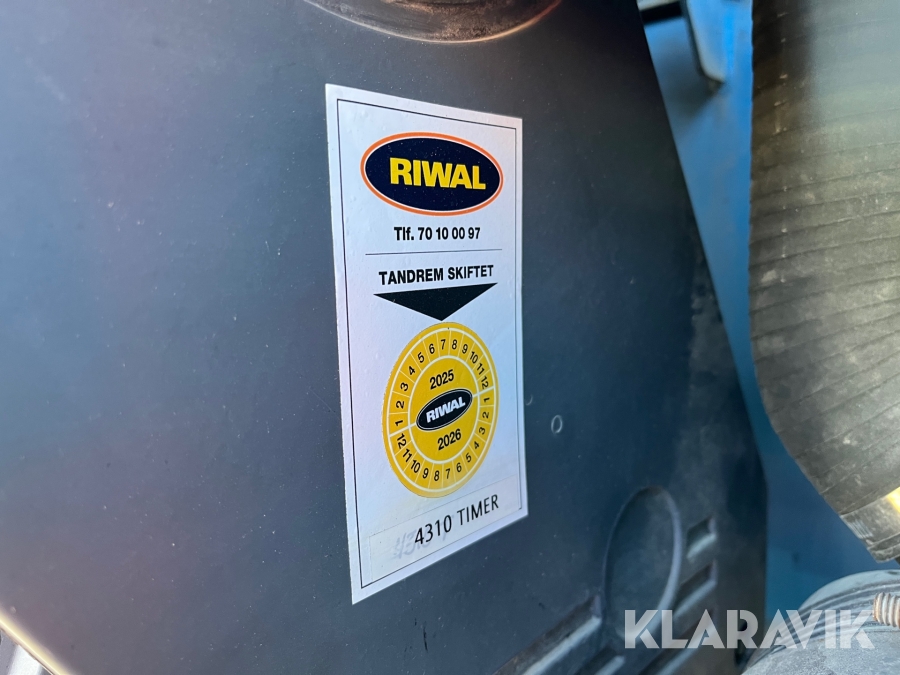 RIWAL
Tlf. 70 10 00 97
TANDREM SKIFTET
1 2 3 4 5 6 7 8 9 10 11 12
2025
RIWAL
2026
12 11 10 9 8 7 6 5 4 3 2 1
4310 TIMER
KLARAVIK